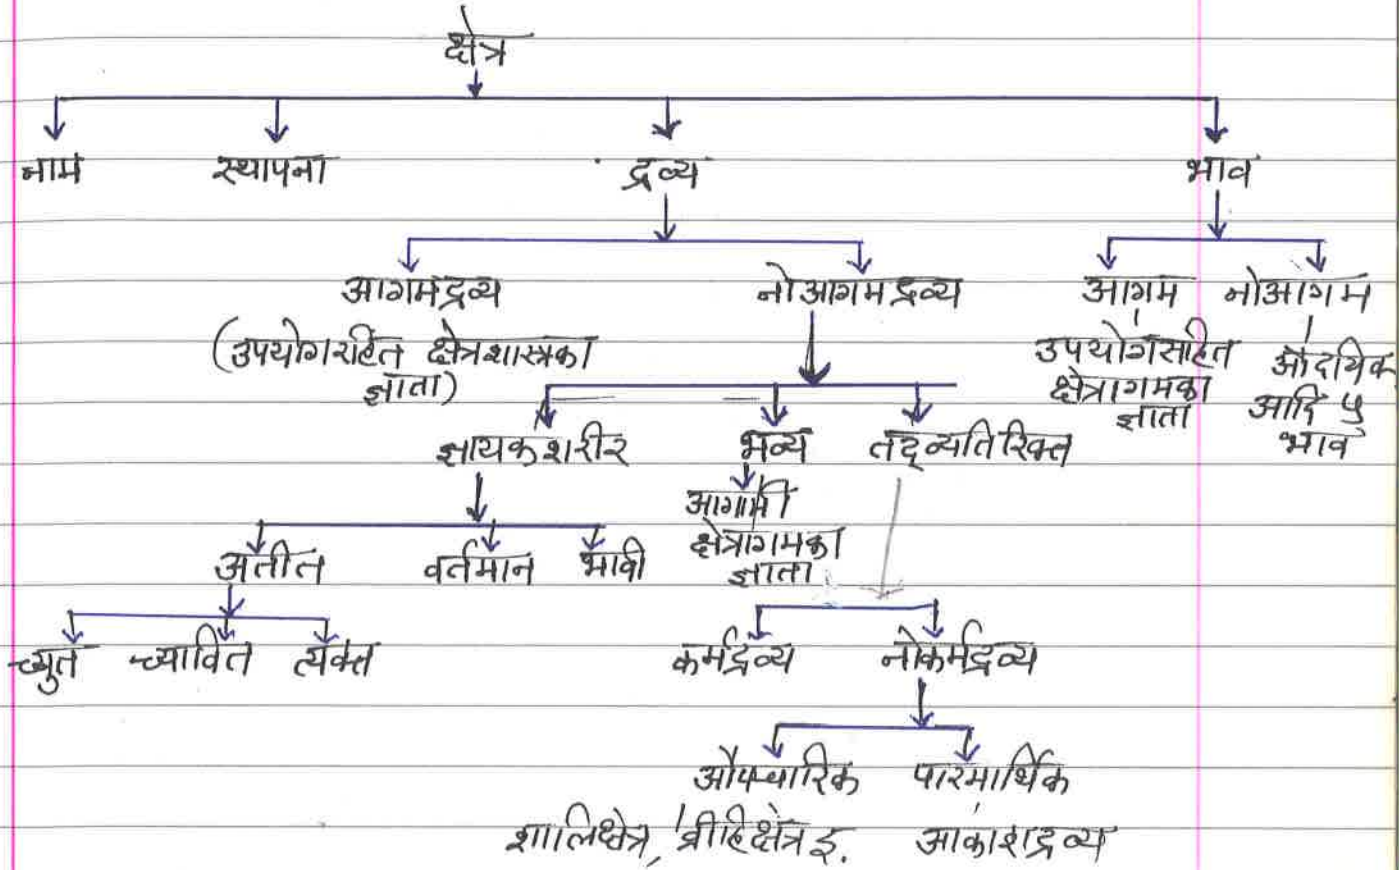 क्षेत्र
नाम स्थापना द्रव्य भाव
आगमद्रव्य नोआगमद्रव्य आगम नोआगम
(उपयोगरहित क्षेत्रशास्त्रका
ज्ञाता)
उपयोगसहित
क्षेत्रागमका
ज्ञाता
औदयिक
आदि ५
भाव
ज्ञायकशरीर भव्य तद्व्यतिरिक्त
आगामी
क्षेत्रागमका
ज्ञाता
अतीत वर्तमान भावी
च्युत च्यावित त्यक्त
कर्मद्रव्य नोकर्मद्रव्य
औपचारिक पारमार्थिक
शालिक्षेत्र, व्रीहिक्षेत्र इ. आकाशद्रव्य